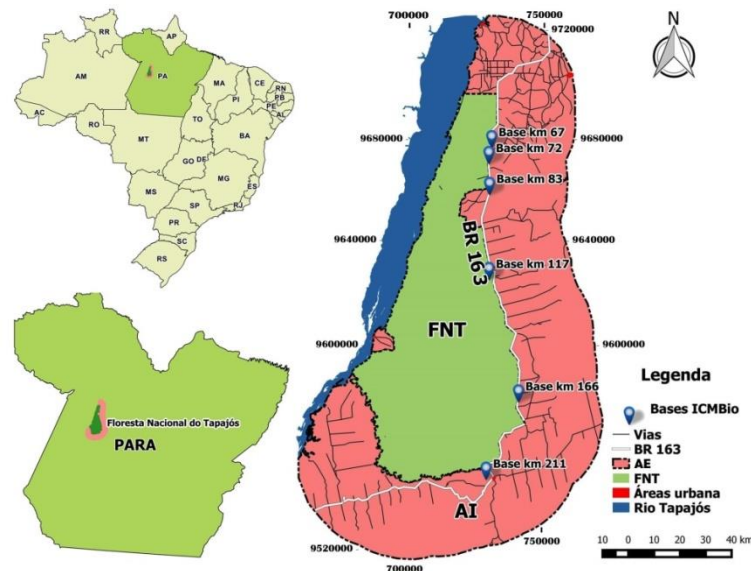 RR
AP
AM
PA
MA
CE
RN
PB
PE
AL
PI
AC
RO
TO
MT
BA
GO
DF
MG
ES
MS
SP
RJ
PR
SC
RS
Floresta Nacional do Tapajós
PARA
700000
750000
9720000
N
9680000
9680000
Base km 67
Base km 72
Base km 83
9640000
9640000
BR 163
Base km 117
FNT
9600000
9600000
Base km 166
Base km 211
AI
9520000
700000
750000
Legenda
Bases ICMBio
Vias
BR 163
AE
FNT
Áreas urbana
Rio Tapajós
10 0 10 20 30 40 km